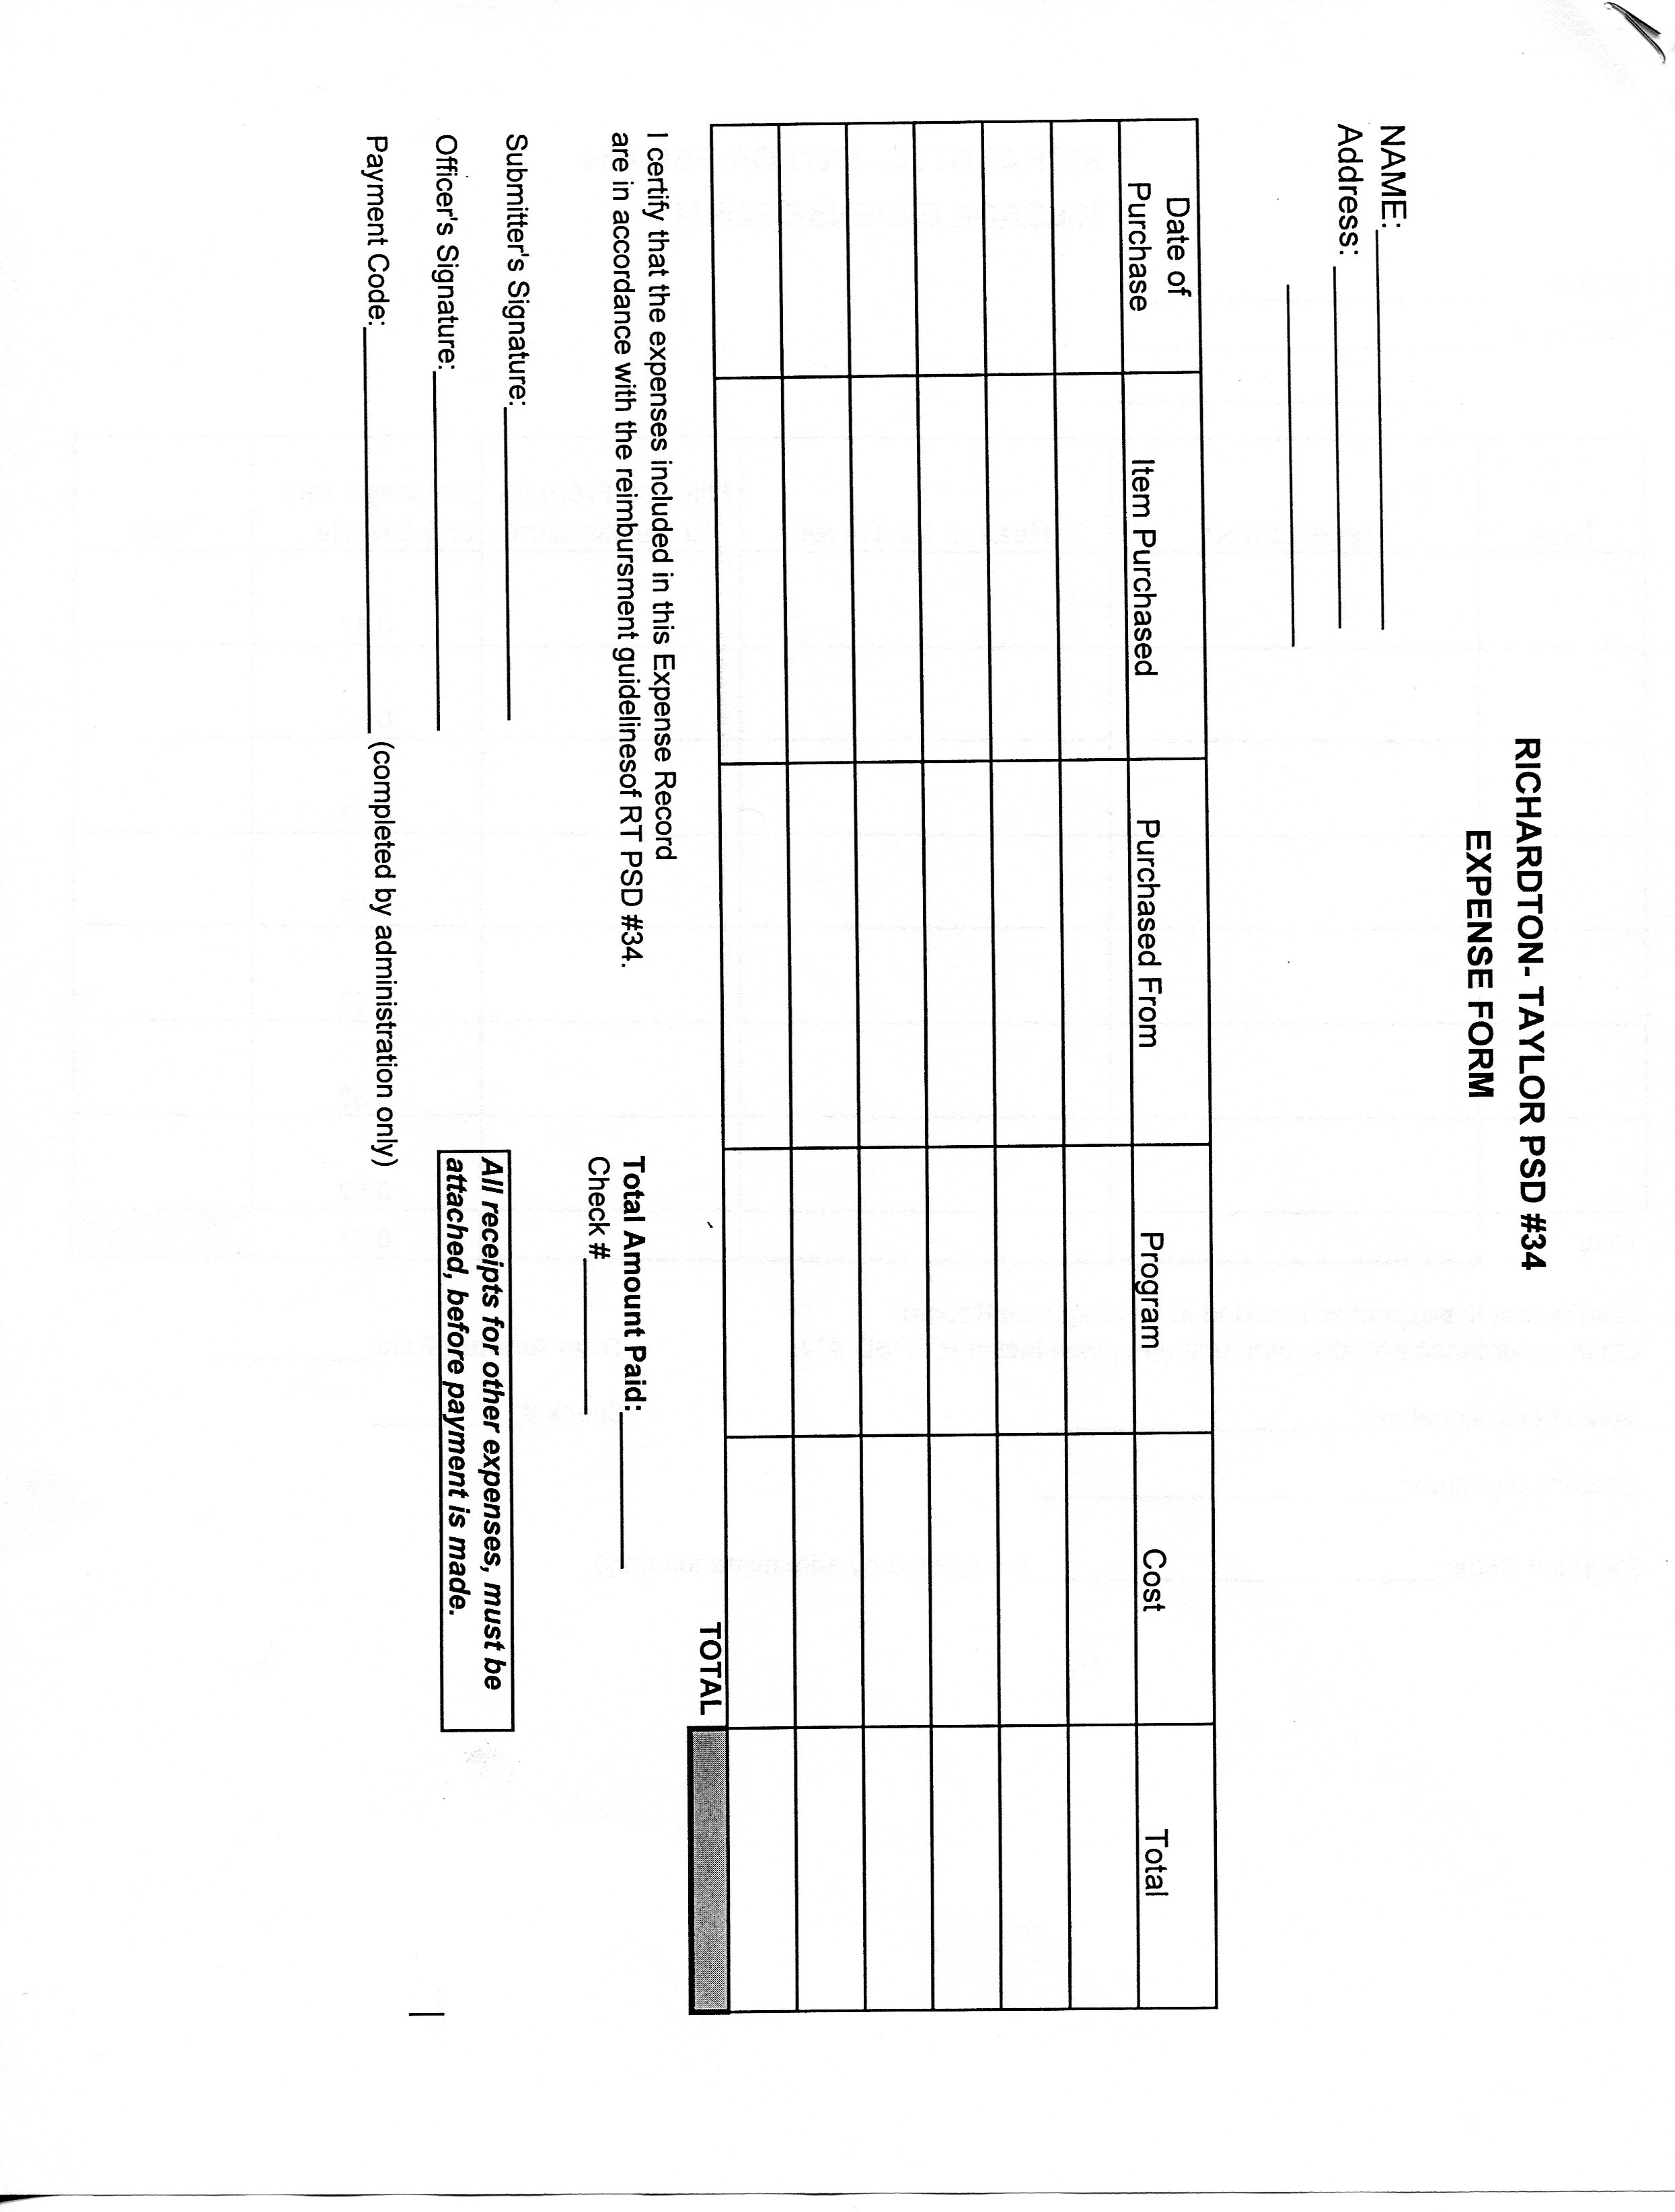 RICHARDTON- TAYLOR PSD #34
EXPENSE FORM
NAME:
Address:
Date of Purchase Item Purchased Purchased From Program Cost Total
TOTAL
I certify that the expenses included in this Expense Record
are in accordance with the reimbursment guidelinesof RT PSD #34.
Total Amount Paid:
Check #
Submitter's Signature:
Officer's Signature:
All receipts for other expenses, must be
attached, before payment is made.
Payment Code: (completed by administration only)